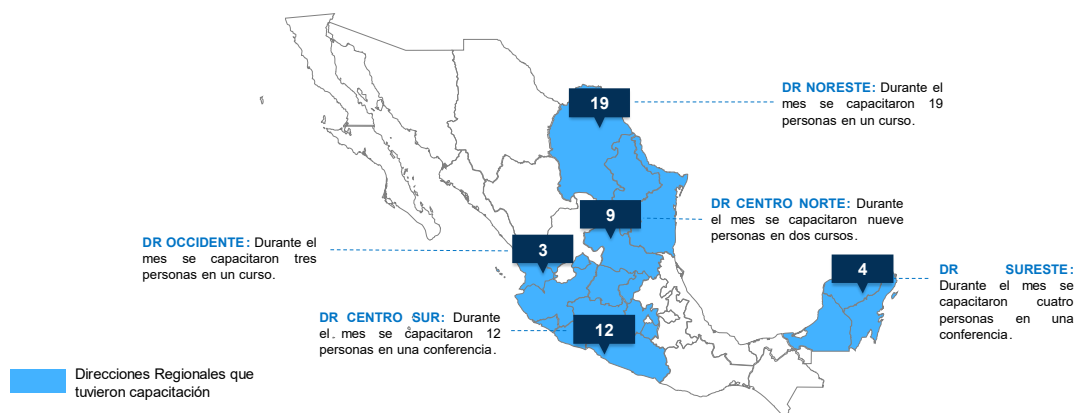 19
DR NORESTE: Durante el
mes se capacitaron 19
personas en un curso.
9
DR CENTRO NORTE: Durante
el mes se capacitaron nueve
personas en dos cursos.
DR OCCIDENTE: Durante el
mes se capacitaron tres
personas en un curso.
3
4
DR SURESTE:
Durante el mes se
capacitaron cuatro
personas en una
conferencia.
DR CENTRO SUR: Durante
el. mes se capacitaron 12
personas en una conferencia.
12
Direcciones Regionales que
tuvieron capacitación